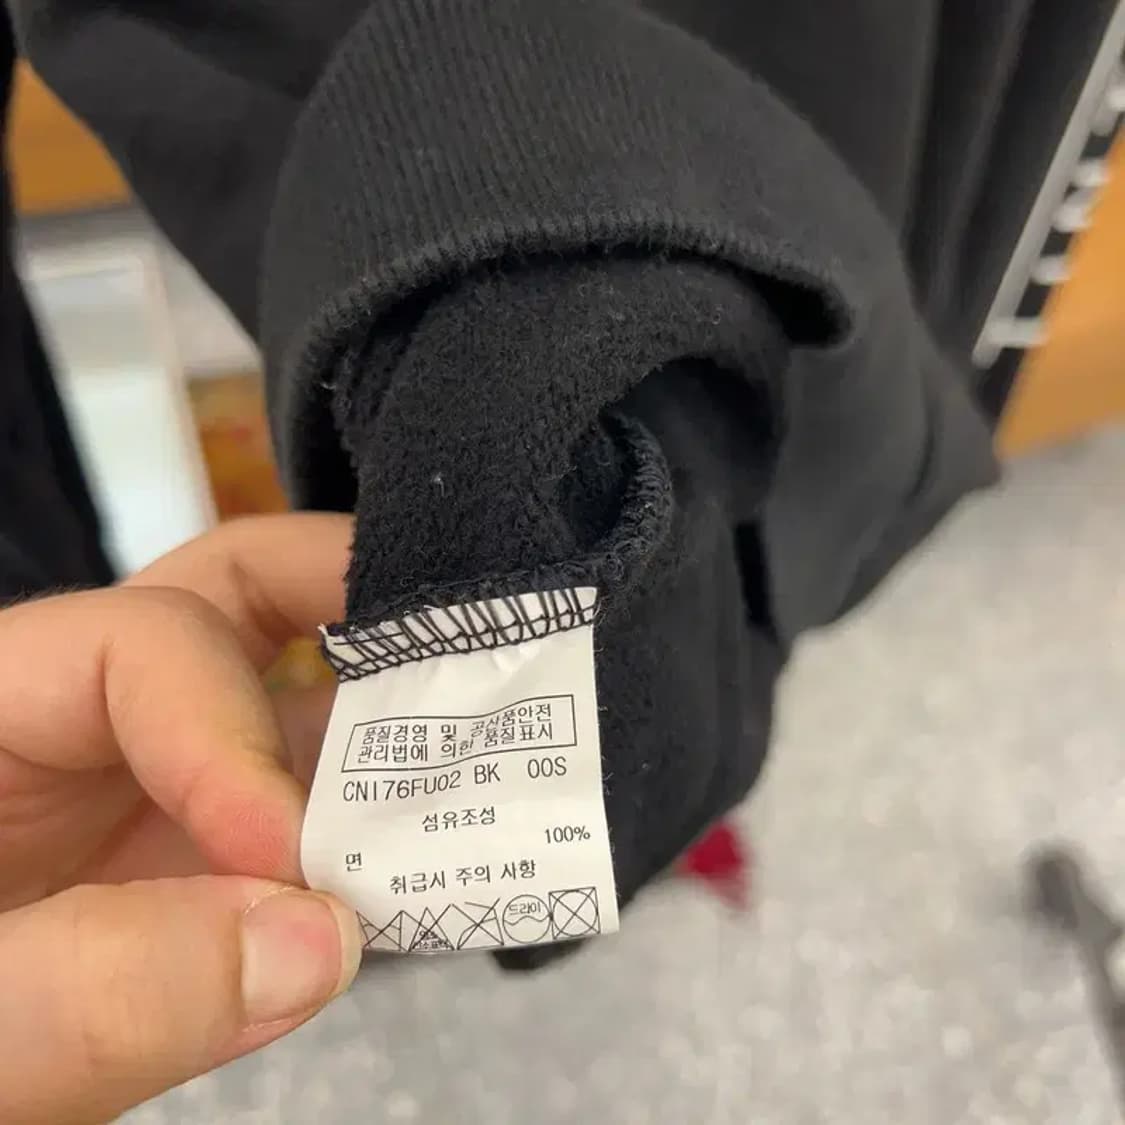 품질경영 및 공산품안전
관리법에 의한 품질표시
CNI76FU02 BK 00S
섬유조성
면 100%
취급시 주의 사항
드라이